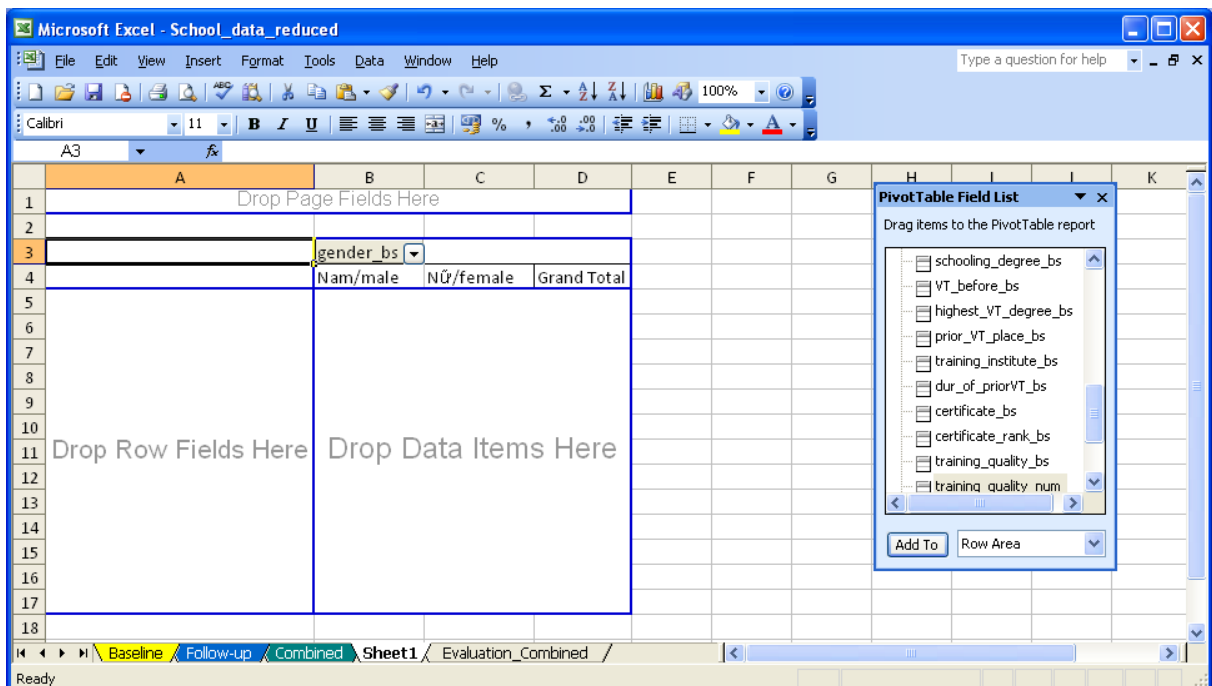 Microsoft Excel - School_data_reduced
File Edit View Insert Format Tools Data Window Help Type a question for help
100%
Calibri 11 B I U % ,
A3 fx
A B C D E F G H I J K
1 Drop Page Fields Here
2
3 gender_bs
4 Nam/male Nữ/female Grand Total
5
6
7
8
9
10
11 Drop Row Fields Here Drop Data Items Here
12
13
14
15
16
17
18
PivotTable Field List
Drag items to the PivotTable report
schooling_degree_bs
VT_before_bs
highest_VT_degree_bs
prior_VT_place_bs
training_institute_bs
dur_of_priorVT_bs
certificate_bs
certificate_rank_bs
training_quality_bs
training_quality_num
Add To Row Area
Baseline Follow-up Combined Sheet1 Evaluation_Combined
Ready